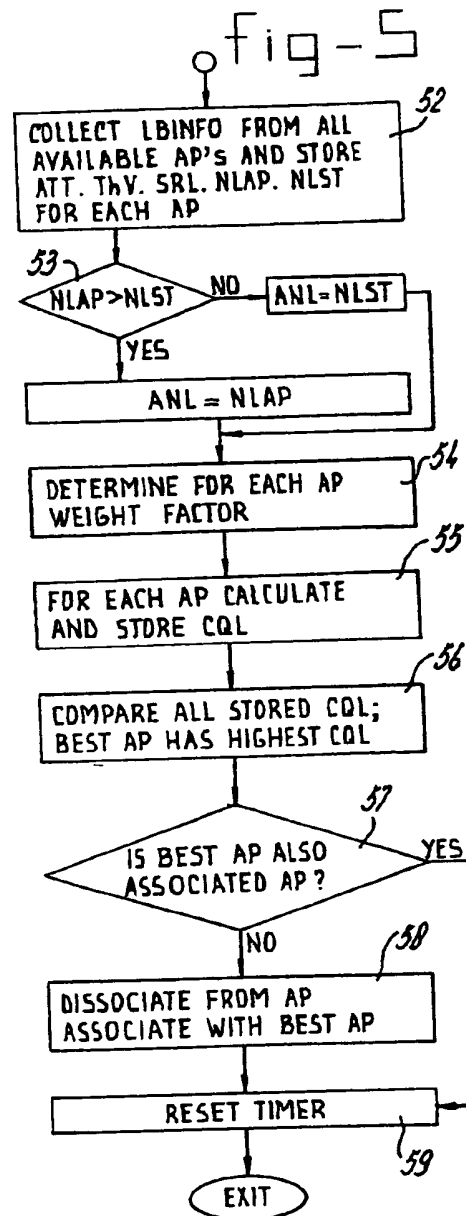 fig-5
52
COLLECT LBINFO FROM ALL
AVAILABLE AP'S AND STORE
ATT. ThV. SRL. NLAP. NLST
FOR EACH AP
53
NLAP>NLST
NO
ANL=NLST
YES
ANL = NLAP
54
DETERMINE FOR EACH AP
WEIGHT FACTOR
55
FOR EACH AP CALCULATE
AND STORE CQL
56
COMPARE ALL STORED CQL;
BEST AP HAS HIGHEST CQL
57
IS BEST AP ALSO
ASSOCIATED AP?
YES
NO
58
DISSOCIATE FROM AP
ASSOCIATE WITH BEST AP
RESET TIMER
59
EXIT